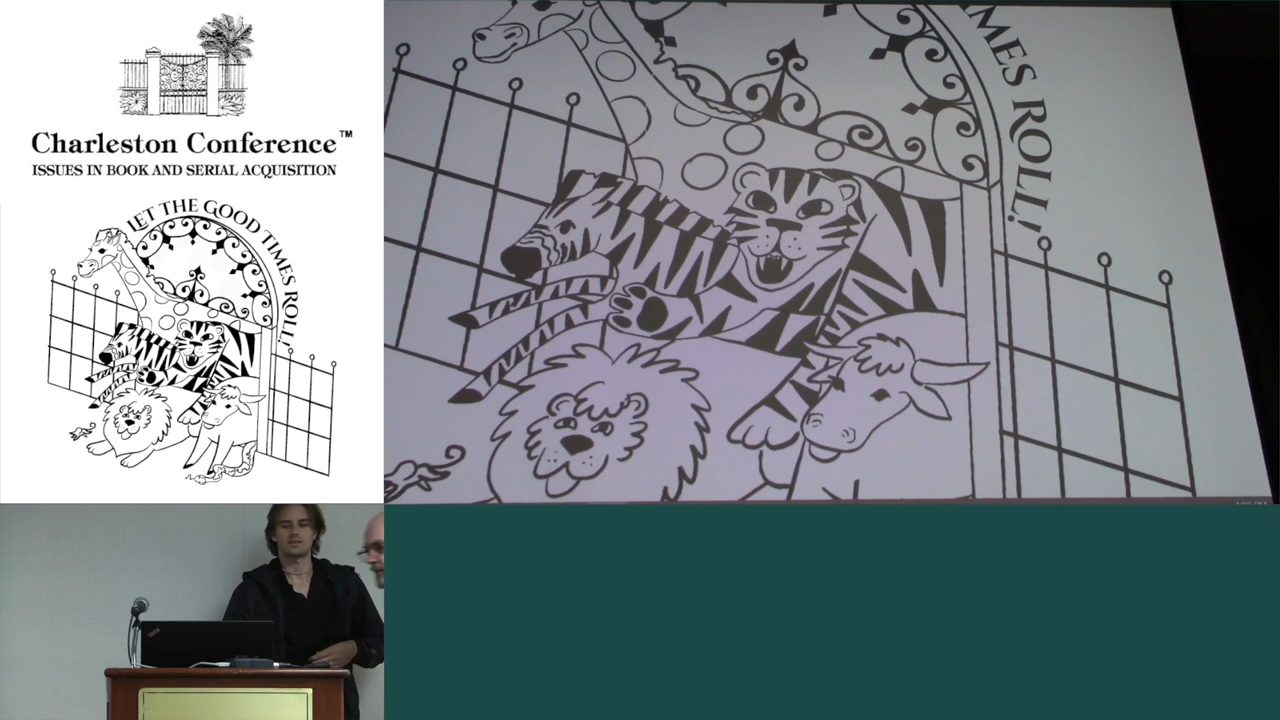 Charleston Conference™
ISSUES IN BOOK AND SERIAL ACQUISITION
LET THE GOOD TIMES ROLL!
MES ROLL!